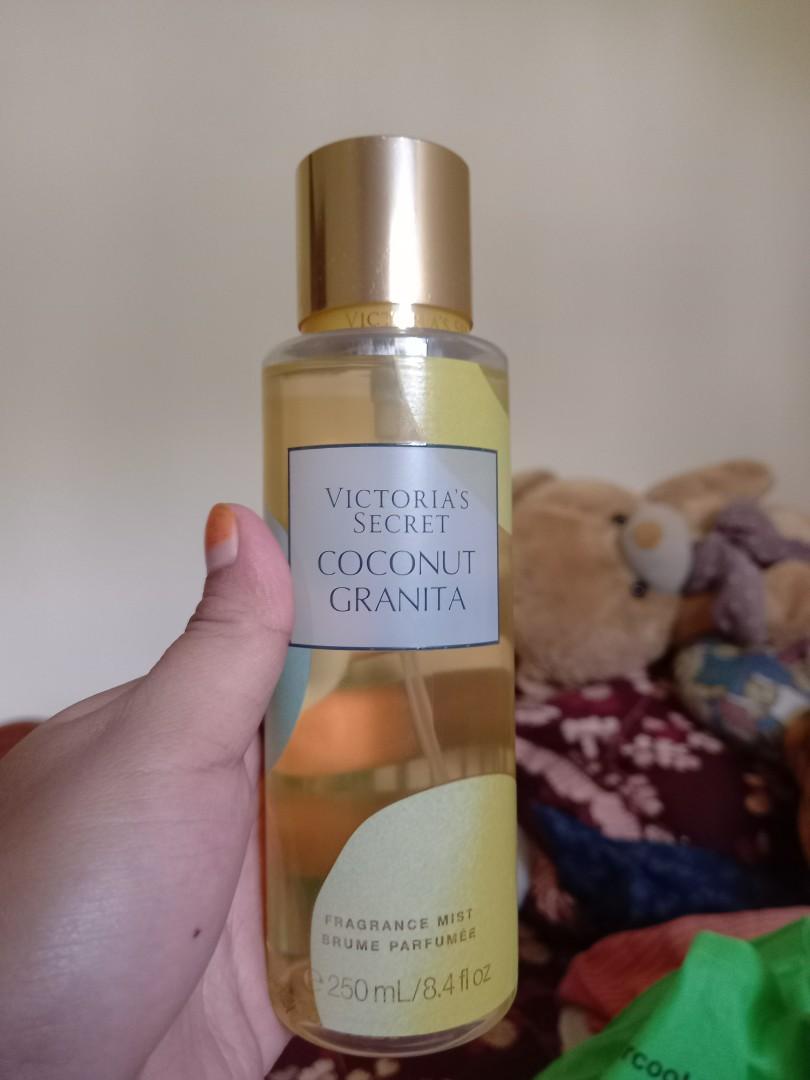 VICTORIA'S
SECRET
COCONUT
GRANITA
FRAGRANCE MIST
BRUME PARFUMÉE
℮ 250 mL/8.4 fl oz